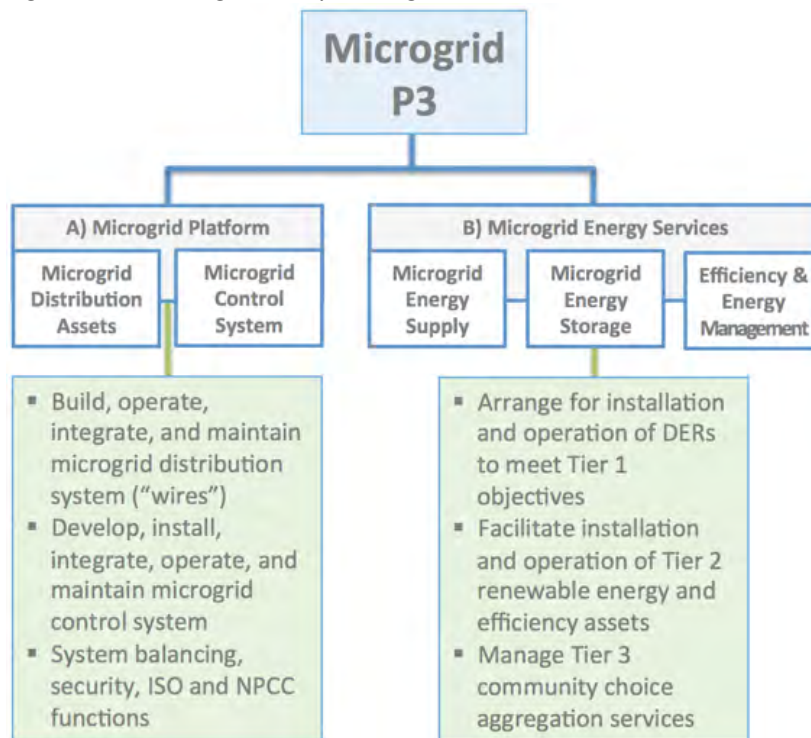 Microgrid
P3
A) Microgrid Platform
Microgrid
Distribution
Assets
Microgrid
Control
System
B) Microgrid Energy Services
Microgrid
Energy
Supply
Microgrid
Energy
Storage
Efficiency &
Energy
Management
▪ Build, operate,
integrate, and maintain
microgrid distribution
system (“wires”)
▪ Develop, install,
integrate, operate, and
maintain microgrid
control system
▪ System balancing,
security, ISO and NPCC
functions
▪ Arrange for installation
and operation of DERs
to meet Tier 1
objectives
▪ Facilitate installation
and operation of Tier 2
renewable energy and
efficiency assets
▪ Manage Tier 3
community choice
aggregation services